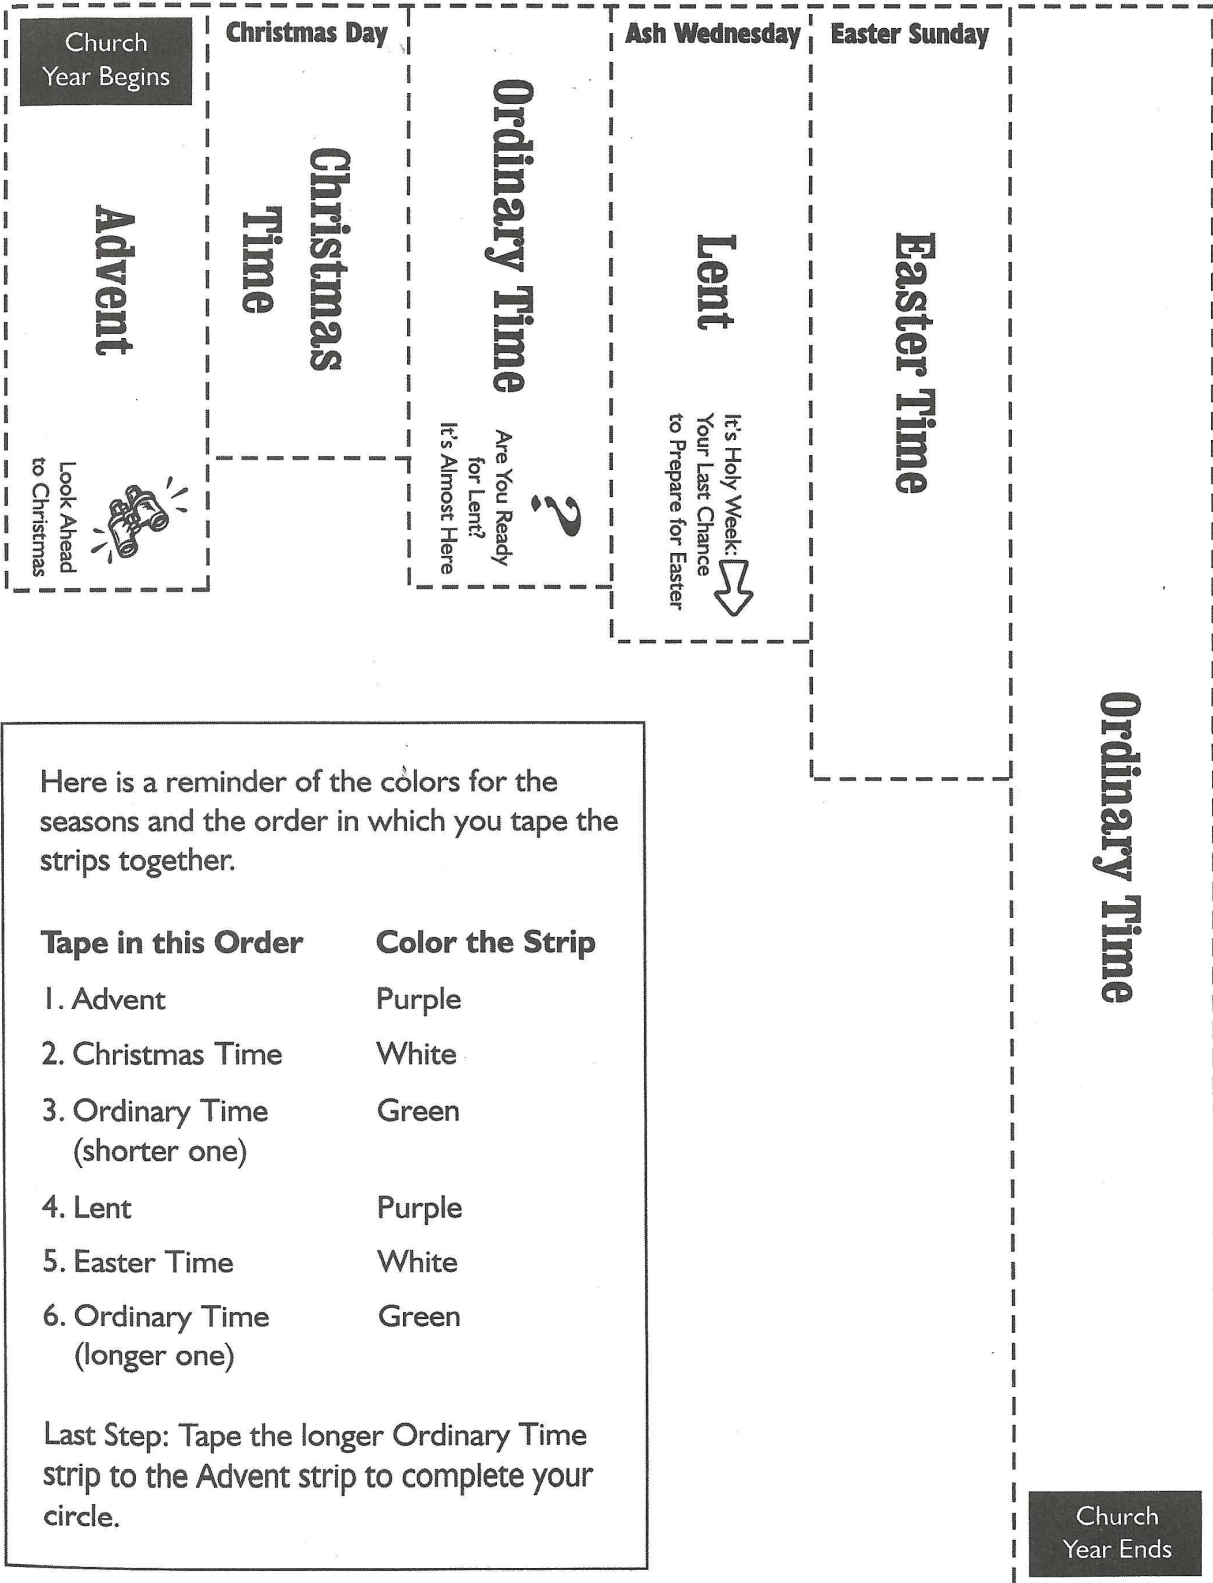 Church
Year Begins
Advent
Look Ahead
to Christmas
Christmas Day
Christmas
Time
Ordinary Time
?
Are You Ready
for Lent?
It's Almost Here
Ash Wednesday
Lent
It's Holy Week:
Your Last Chance
to Prepare for Easter
Easter Sunday
Easter Time
Ordinary Time
Church
Year Ends
Here is a reminder of the colors for the
seasons and the order in which you tape the
strips together.
Tape in this Order Color the Strip
1. Advent Purple
2. Christmas Time White
3. Ordinary Time Green
(shorter one)
4. Lent Purple
5. Easter Time White
6. Ordinary Time Green
(longer one)
Last Step: Tape the longer Ordinary Time
strip to the Advent strip to complete your
circle.